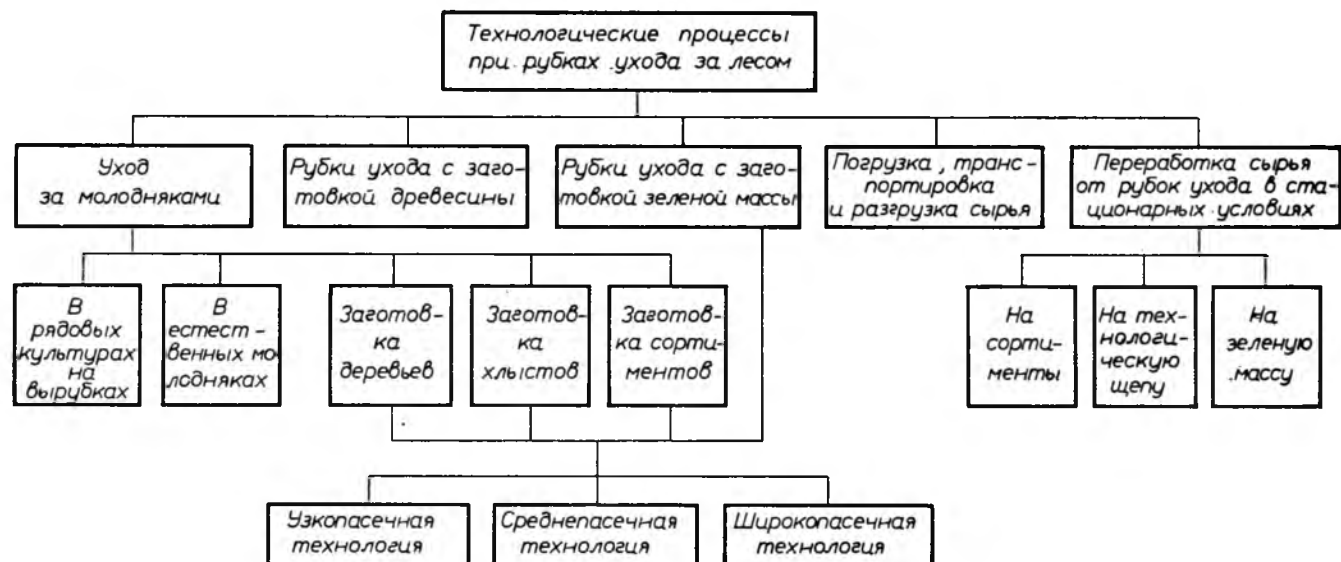 Технологические процессы
при рубках ухода за лесом
Уход
за молодняками
Рубки ухода с заго-
товкой древесины
Рубки ухода с заго-
товкой зеленой массы
Погрузка, транс-
портировка
и разгрузка сырья
Переработка сырья
от рубок ухода в ста-
ционарных условиях
В
рядовых
культурах
на
вырубках
В
естест-
венных мо-
лодняках
Заготов-
ка
деревьев
Заготов-
ка
хлыстов
Заготов-
ка сорти-
ментов
На
сорти-
менты
На тех-
нологи-
ческую
щепу
На
зеленую
массу
Узкопасечная
технология
Среднепасечная
технология
Широкопасечная
технология